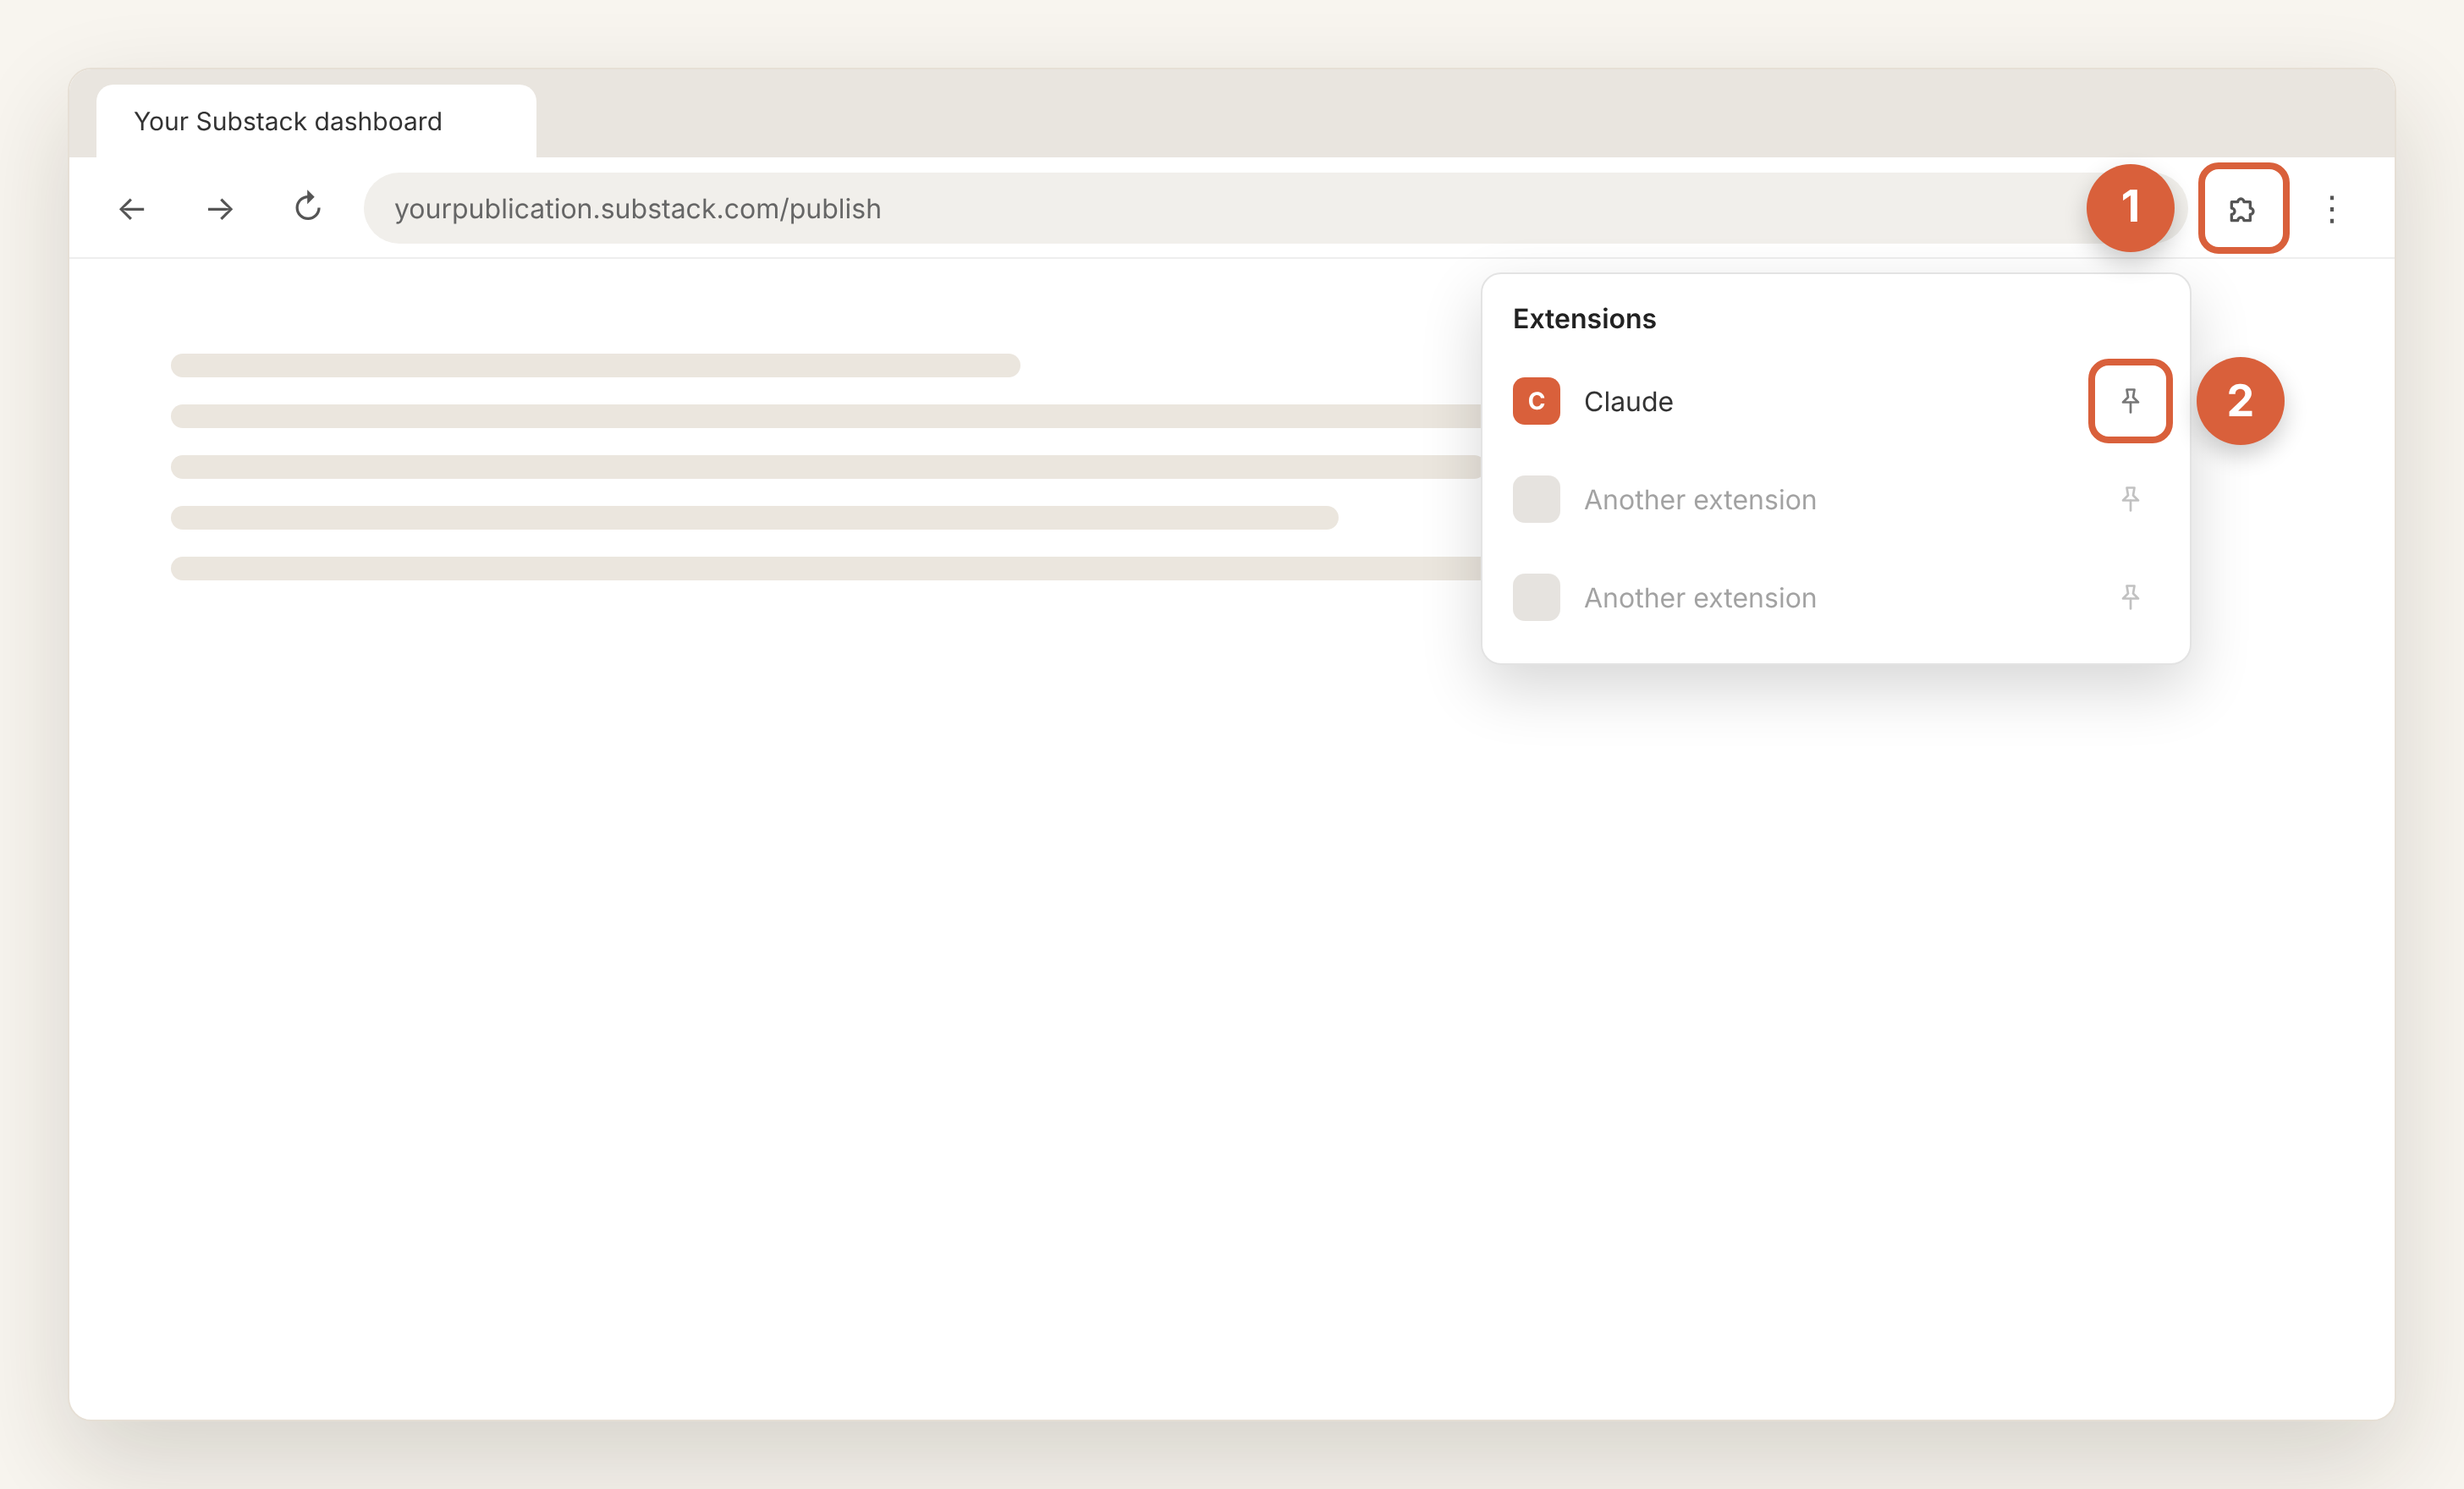 Your Substack dashboard
yourpublication.substack.com/publish
1
Extensions
C Claude
2
Another extension
Another extension